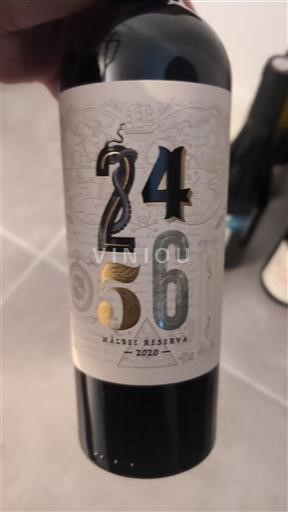 24
VINIOU
56
MALBEC RESERVA
— 2020 —